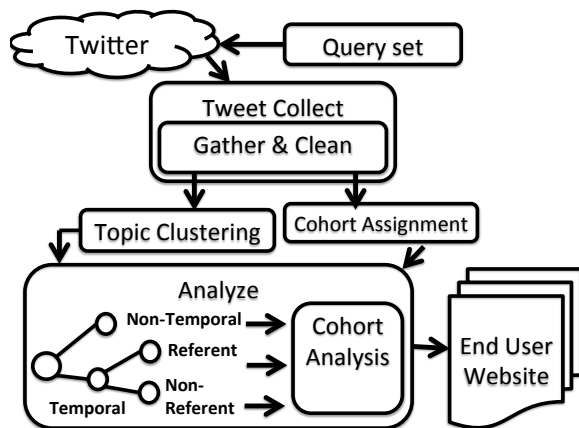 Twitter
Query set
Tweet Collect
Gather & Clean
Topic Clustering
Cohort Assignment
Analyze
Non-Temporal
Referent
Non-
Referent
Temporal
Cohort
Analysis
End User
Website